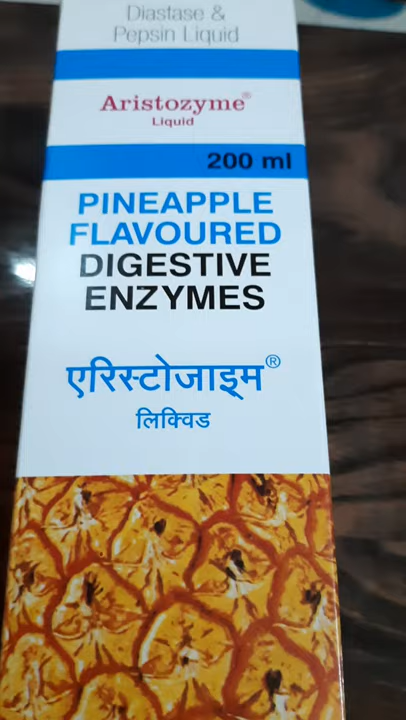 Diastase &
Pepsin Liquid
Aristozyme®
Liquid
200 ml
PINEAPPLE
FLAVOURED
DIGESTIVE
ENZYMES
एरिस्टोजाइम®
लिक्विड